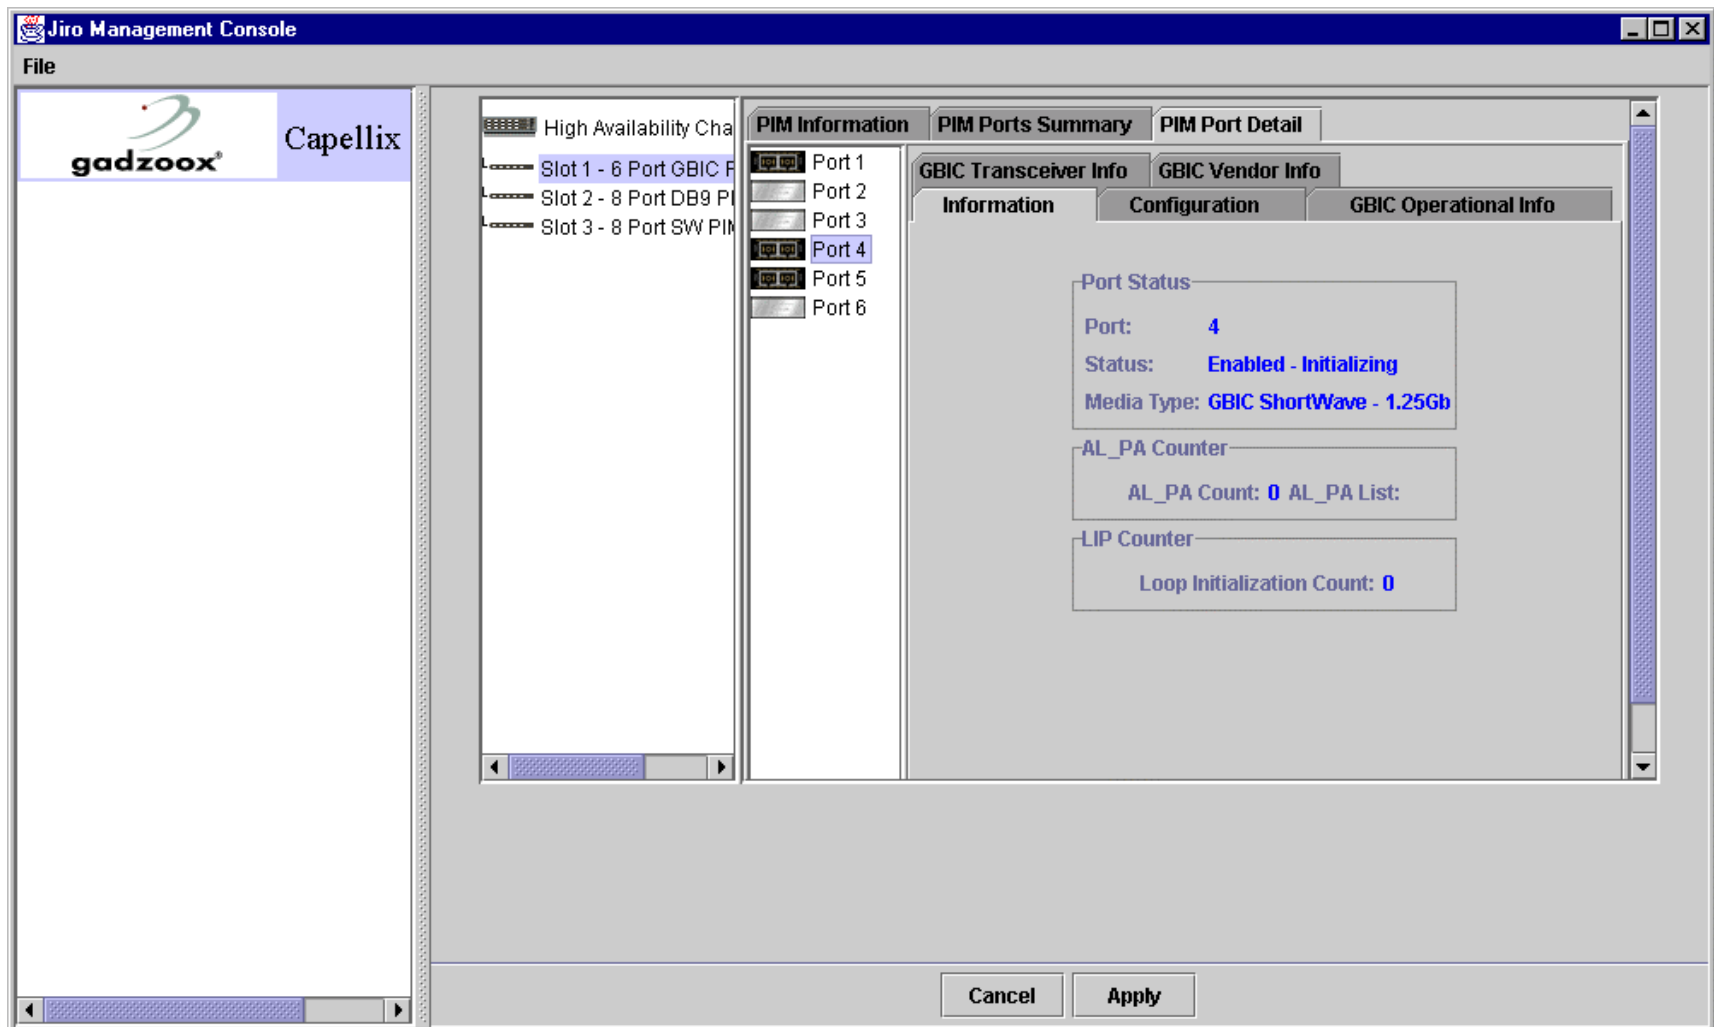 Jiro Management Console
File
gadzoox®
Capellix
High Availability Cha
Slot 1 - 6 Port GBIC P
Slot 2 - 8 Port DB9 PI
Slot 3 - 8 Port SW PIM
PIM Information PIM Ports Summary PIM Port Detail
Port 1
Port 2
Port 3
Port 4
Port 5
Port 6
GBIC Transceiver Info GBIC Vendor Info
Information Configuration GBIC Operational Info
Port Status
Port: 4
Status: Enabled - Initializing
Media Type: GBIC ShortWave - 1.25Gb
AL_PA Counter
AL_PA Count: 0 AL_PA List:
LIP Counter
Loop Initialization Count: 0
Cancel Apply